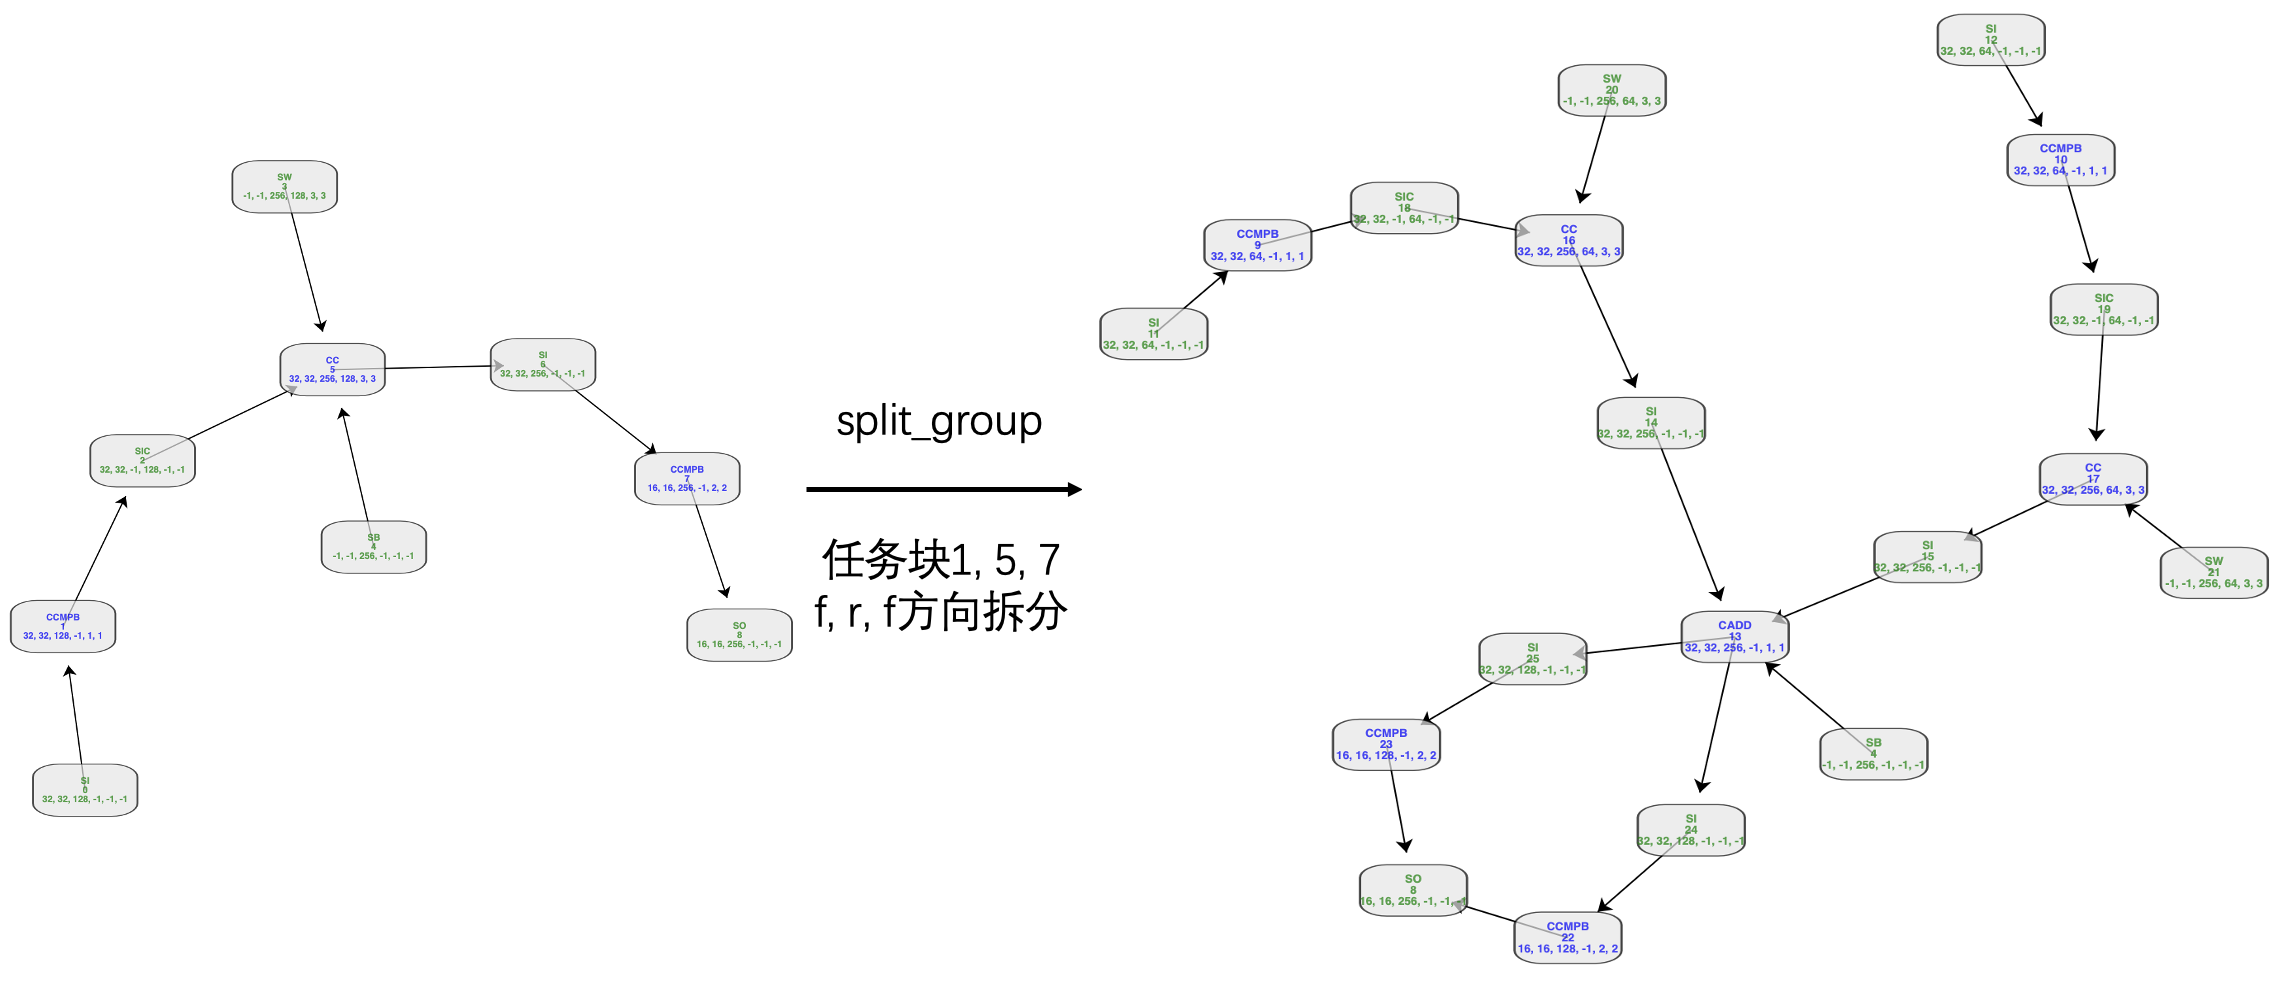 SW
3
-1, -1, 256, 128, 3, 3
CC
5
32, 32, 256, 128, 3, 3
SI
6
32, 32, 256, -1, -1, -1
SIC
2
32, 32, -1, 128, -1, -1
CCMPB
7
16, 16, 256, -1, 2, 2
SB
4
-1, -1, 256, -1, -1, -1
CCMPB
1
32, 32, 128, -1, 1, 1
SO
8
16, 16, 256, -1, -1, -1
SI
0
32, 32, 128, -1, -1, -1
split_group
任务块1, 5, 7
f, r, f方向拆分
SI
12
32, 32, 64, -1, -1, -1
SW
20
-1, -1, 256, 64, 3, 3
CCMPB
10
32, 32, 64, -1, 1, 1
SIC
18
32, 32, -1, 64, -1, -1
CCMPB
9
32, 32, 64, -1, 1, 1
CC
16
32, 32, 256, 64, 3, 3
SIC
19
32, 32, -1, 64, -1, -1
SI
11
32, 32, 64, -1, -1, -1
SI
14
32, 32, 256, -1, -1, -1
CC
17
32, 32, 256, 64, 3, 3
SI
15
32, 32, 256, -1, -1, -1
SW
21
-1, -1, 256, 64, 3, 3
CADD
13
32, 32, 256, -1, 1, 1
SI
25
32, 32, 128, -1, -1, -1
CCMPB
23
16, 16, 128, -1, 2, 2
SB
4
-1, -1, 256, -1, -1, -1
SI
24
32, 32, 128, -1, -1, -1
SO
8
16, 16, 256, -1, -1, -1
CCMPB
22
16, 16, 128, -1, 2, 2